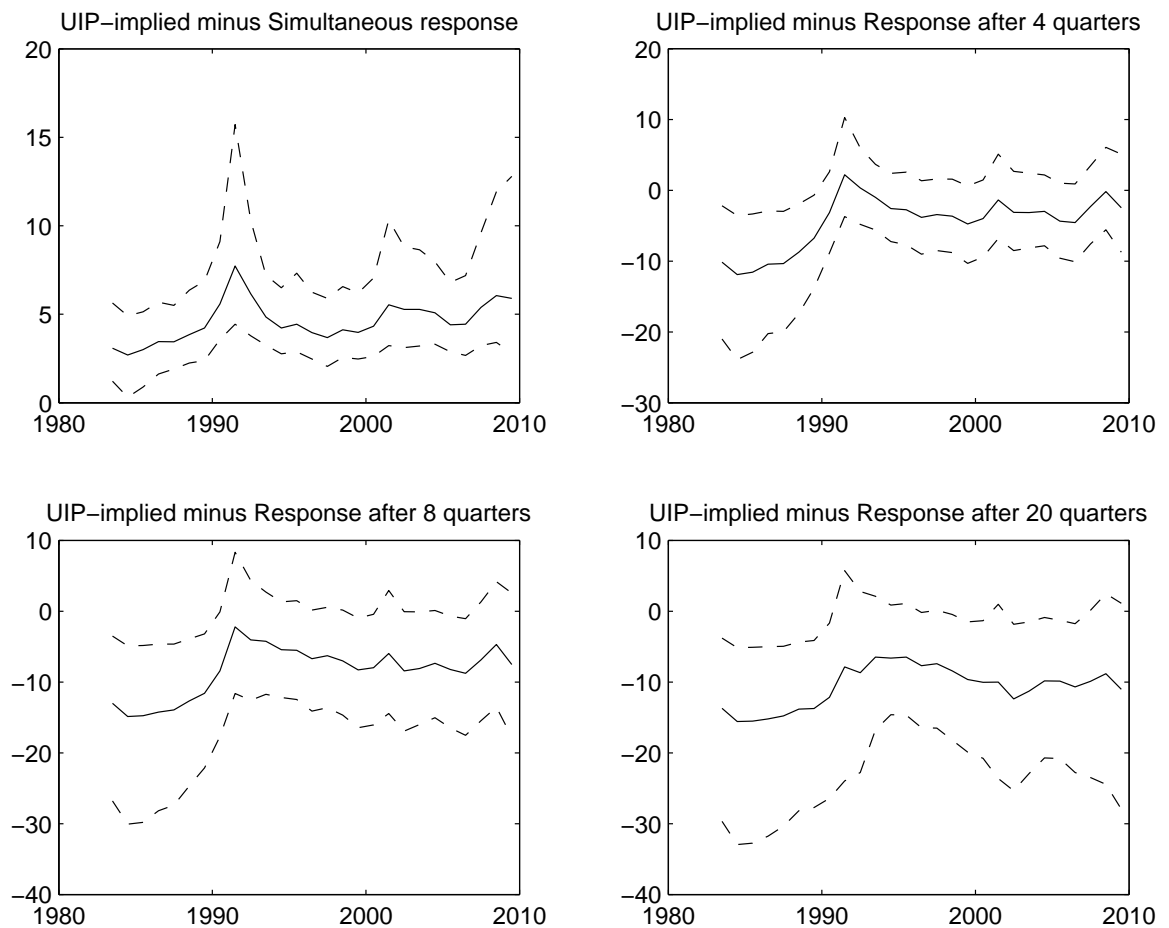 UIP−implied minus Simultaneous response
20
15
10
5
0
1980 1990 2000 2010
UIP−implied minus Response after 4 quarters
20
10
0
−10
−20
−30
1980 1990 2000 2010
UIP−implied minus Response after 8 quarters
10
0
−10
−20
−30
−40
1980 1990 2000 2010
UIP−implied minus Response after 20 quarters
10
0
−10
−20
−30
−40
1980 1990 2000 2010